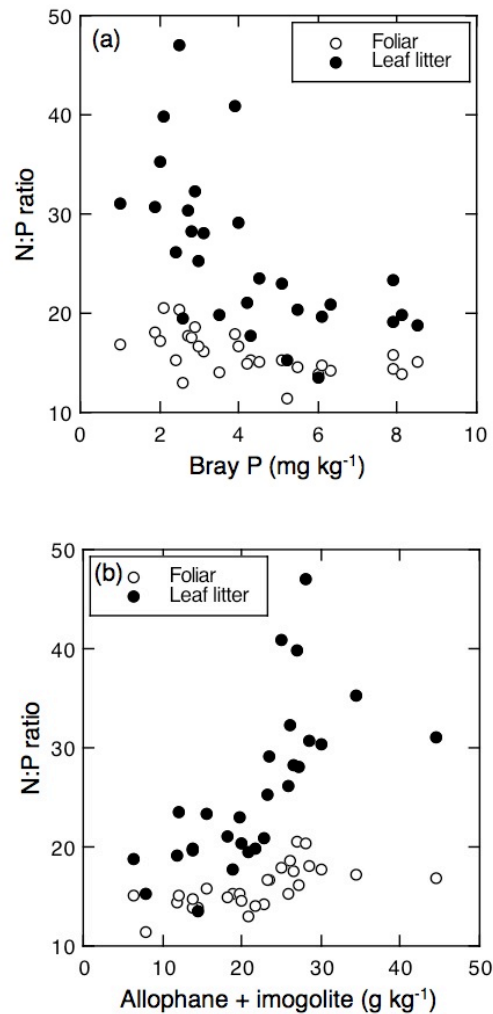 50
(a)
Foliar
Leaf litter
40
N:P ratio
30
20
10
0 2 4 6 8 10
Bray P (mg kg⁻¹)
50
(b) Foliar
Leaf litter
40
N:P ratio
30
20
10
0 10 20 30 40 50
Allophane + imogolite (g kg⁻¹)